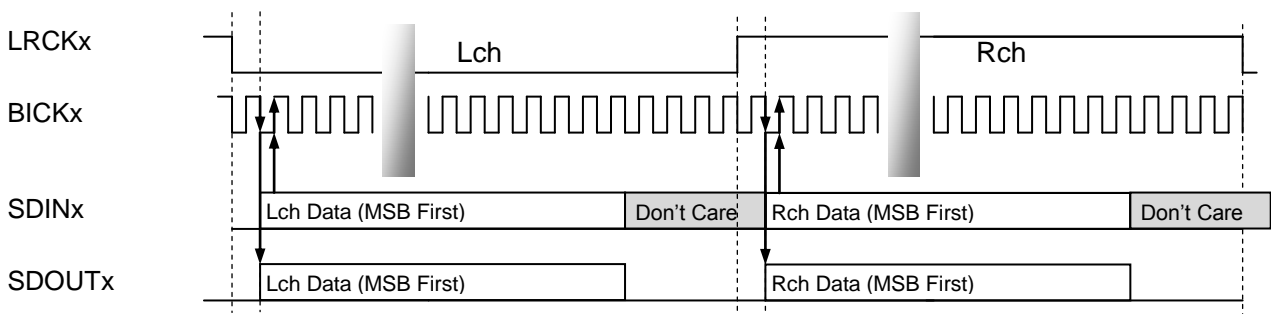 LRCKx
Lch
Rch
BICKx
SDINx
Lch Data (MSB First)
Don't Care
Rch Data (MSB First)
Don't Care
SDOUTx
Lch Data (MSB First)
Rch Data (MSB First)